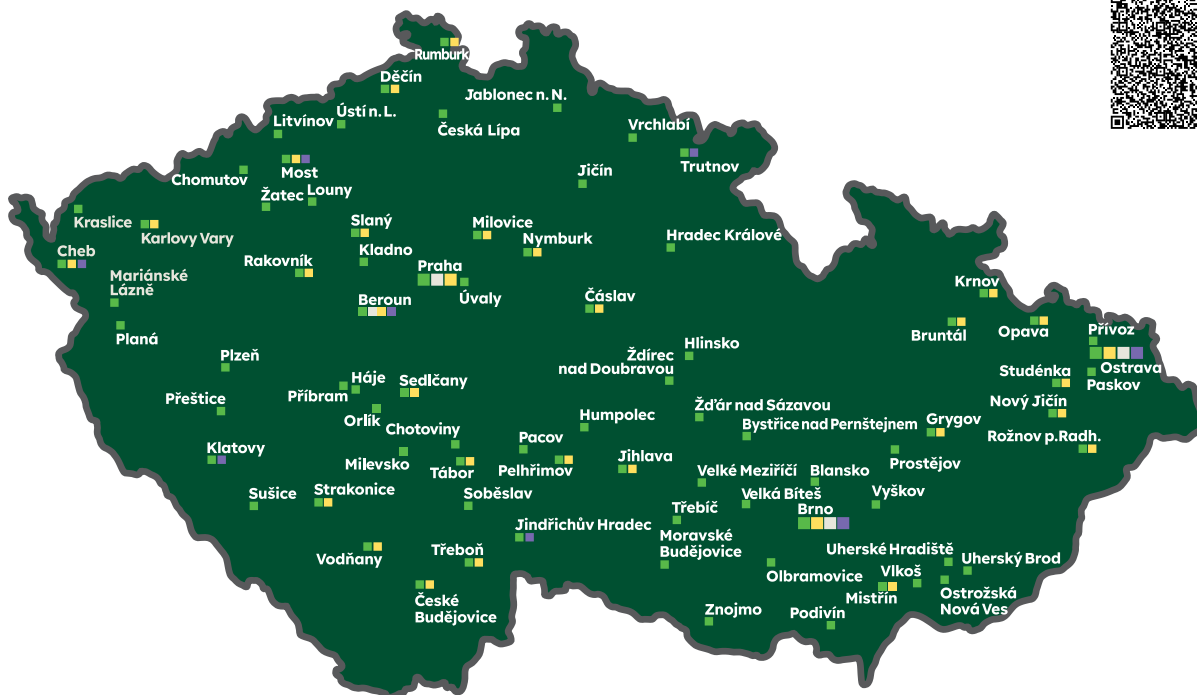 Rumburk
Děčín
Jablonec n. N.
Ústí n. L.
Česká Lípa
Litvínov
Vrchlabí
Trutnov
Most
Chomutov
Jičín
Žatec
Louny
Kraslice
Karlovy Vary
Slaný
Milovice
Nymburk
Hradec Králové
Cheb
Kladno
Rakovník
Praha
Úvaly
Mariánské
Lázně
Beroun
Čáslav
Krnov
Planá
Bruntál
Opava
Přívoz
Ostrava
Paskov
Plzeň
Hlinsko
Ždírec
nad Doubravou
Studénka
Háje
Příbram
Sedlčany
Přeštice
Orlík
Nový Jičín
Humpolec
Žďár nad Sázavou
Bystřice nad Pernštejnem
Grygov
Rožnov p.Radh.
Klatovy
Chotoviny
Milevsko
Tábor
Pacov
Pelhřimov
Jihlava
Prostějov
Velké Meziříčí
Blansko
Sušice
Strakonice
Soběslav
Velká Bíteš
Vyškov
Třebíč
Brno
Jindřichův Hradec
Moravské
Budějovice
Vodňany
Třeboň
Uherské Hradiště
Uherský Brod
Olbramovice
Vlkoš
Mistřín
Ostrožská
Nová Ves
České
Budějovice
Znojmo
Podivín